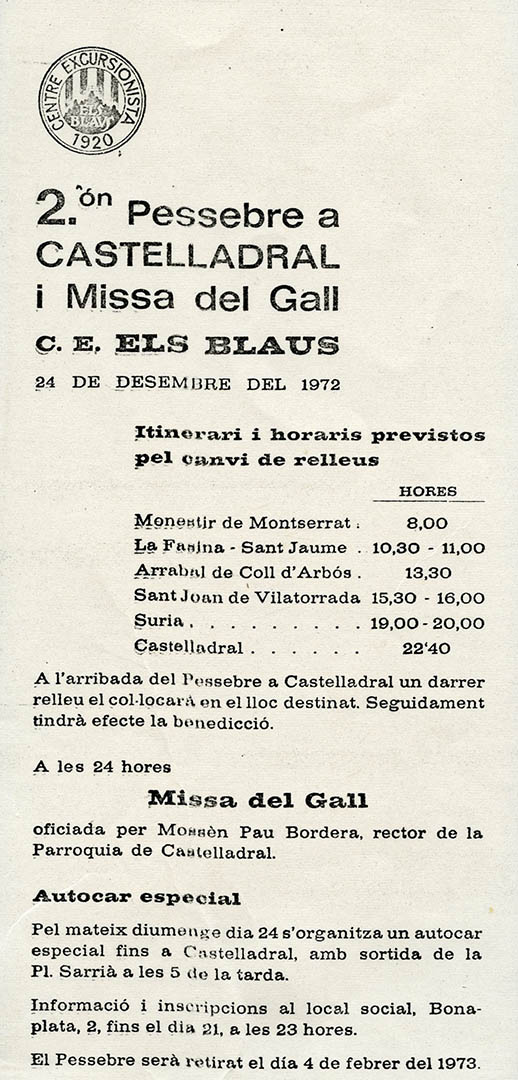 CENTRE EXCURSIONISTA
ELS
BLAUS
1920
2.ón Pessebre a
CASTELLADRAL
i Missa del Gall
C. E. ELS BLAUS
24 DE DESEMBRE DEL 1972
Itinerari i horaris previstos
pel canvi de relleus
HORES
Monestir de Montserrat . 8,00
La Fasina - Sant Jaume . 10,30 - 11,00
Arrabal de Coll d'Arbós . 13,30
Sant Joan de Vilatorrada 15,30 - 16,00
Suria . . . . . . . . . 19,00 - 20,00
Castelladral . . . . . . 22'40
A l'arribada del Pessebre a Castelladral un darrer
relleu el col·locará en el lloc destinat. Seguidament
tindrà efecte la benedicció.
A les 24 hores
Missa del Gall
oficiada per Mossèn Pau Bordera, rector de la
Parroquia de Castelladral.
Autocar especial
Pel mateix diumenge dia 24 s'organitza un autocar
especial fins a Castelladral, amb sortida de la
Pl. Sarrià a les 5 de la tarda.
Informació i inscripcions al local social, Bona-
plata, 2, fins el dia 21, a les 23 hores.
El Pessebre serà retirat el día 4 de febrer del 1973.